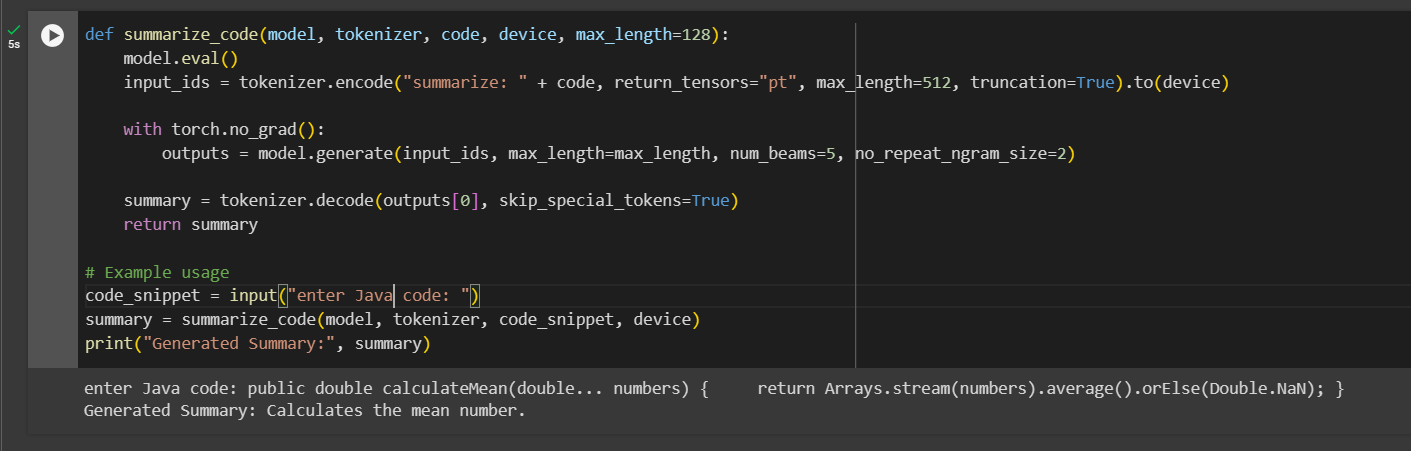 def summarize_code(model, tokenizer, code, device, max_length=128):
    model.eval()
    input_ids = tokenizer.encode("summarize: " + code, return_tensors="pt", max_length=512, truncation=True).to(device)
    with torch.no_grad():
        outputs = model.generate(input_ids, max_length=max_length, num_beams=5, no_repeat_ngram_size=2)
    summary = tokenizer.decode(outputs[0], skip_special_tokens=True)
    return summary
# Example usage
code_snippet = input("enter Java code: ")
summary = summarize_code(model, tokenizer, code_snippet, device)
print("Generated Summary:", summary)
5s
enter Java code: public double calculateMean(double... numbers) {     return Arrays.stream(numbers).average().orElse(Double.NaN); }
Generated Summary: Calculates the mean number.